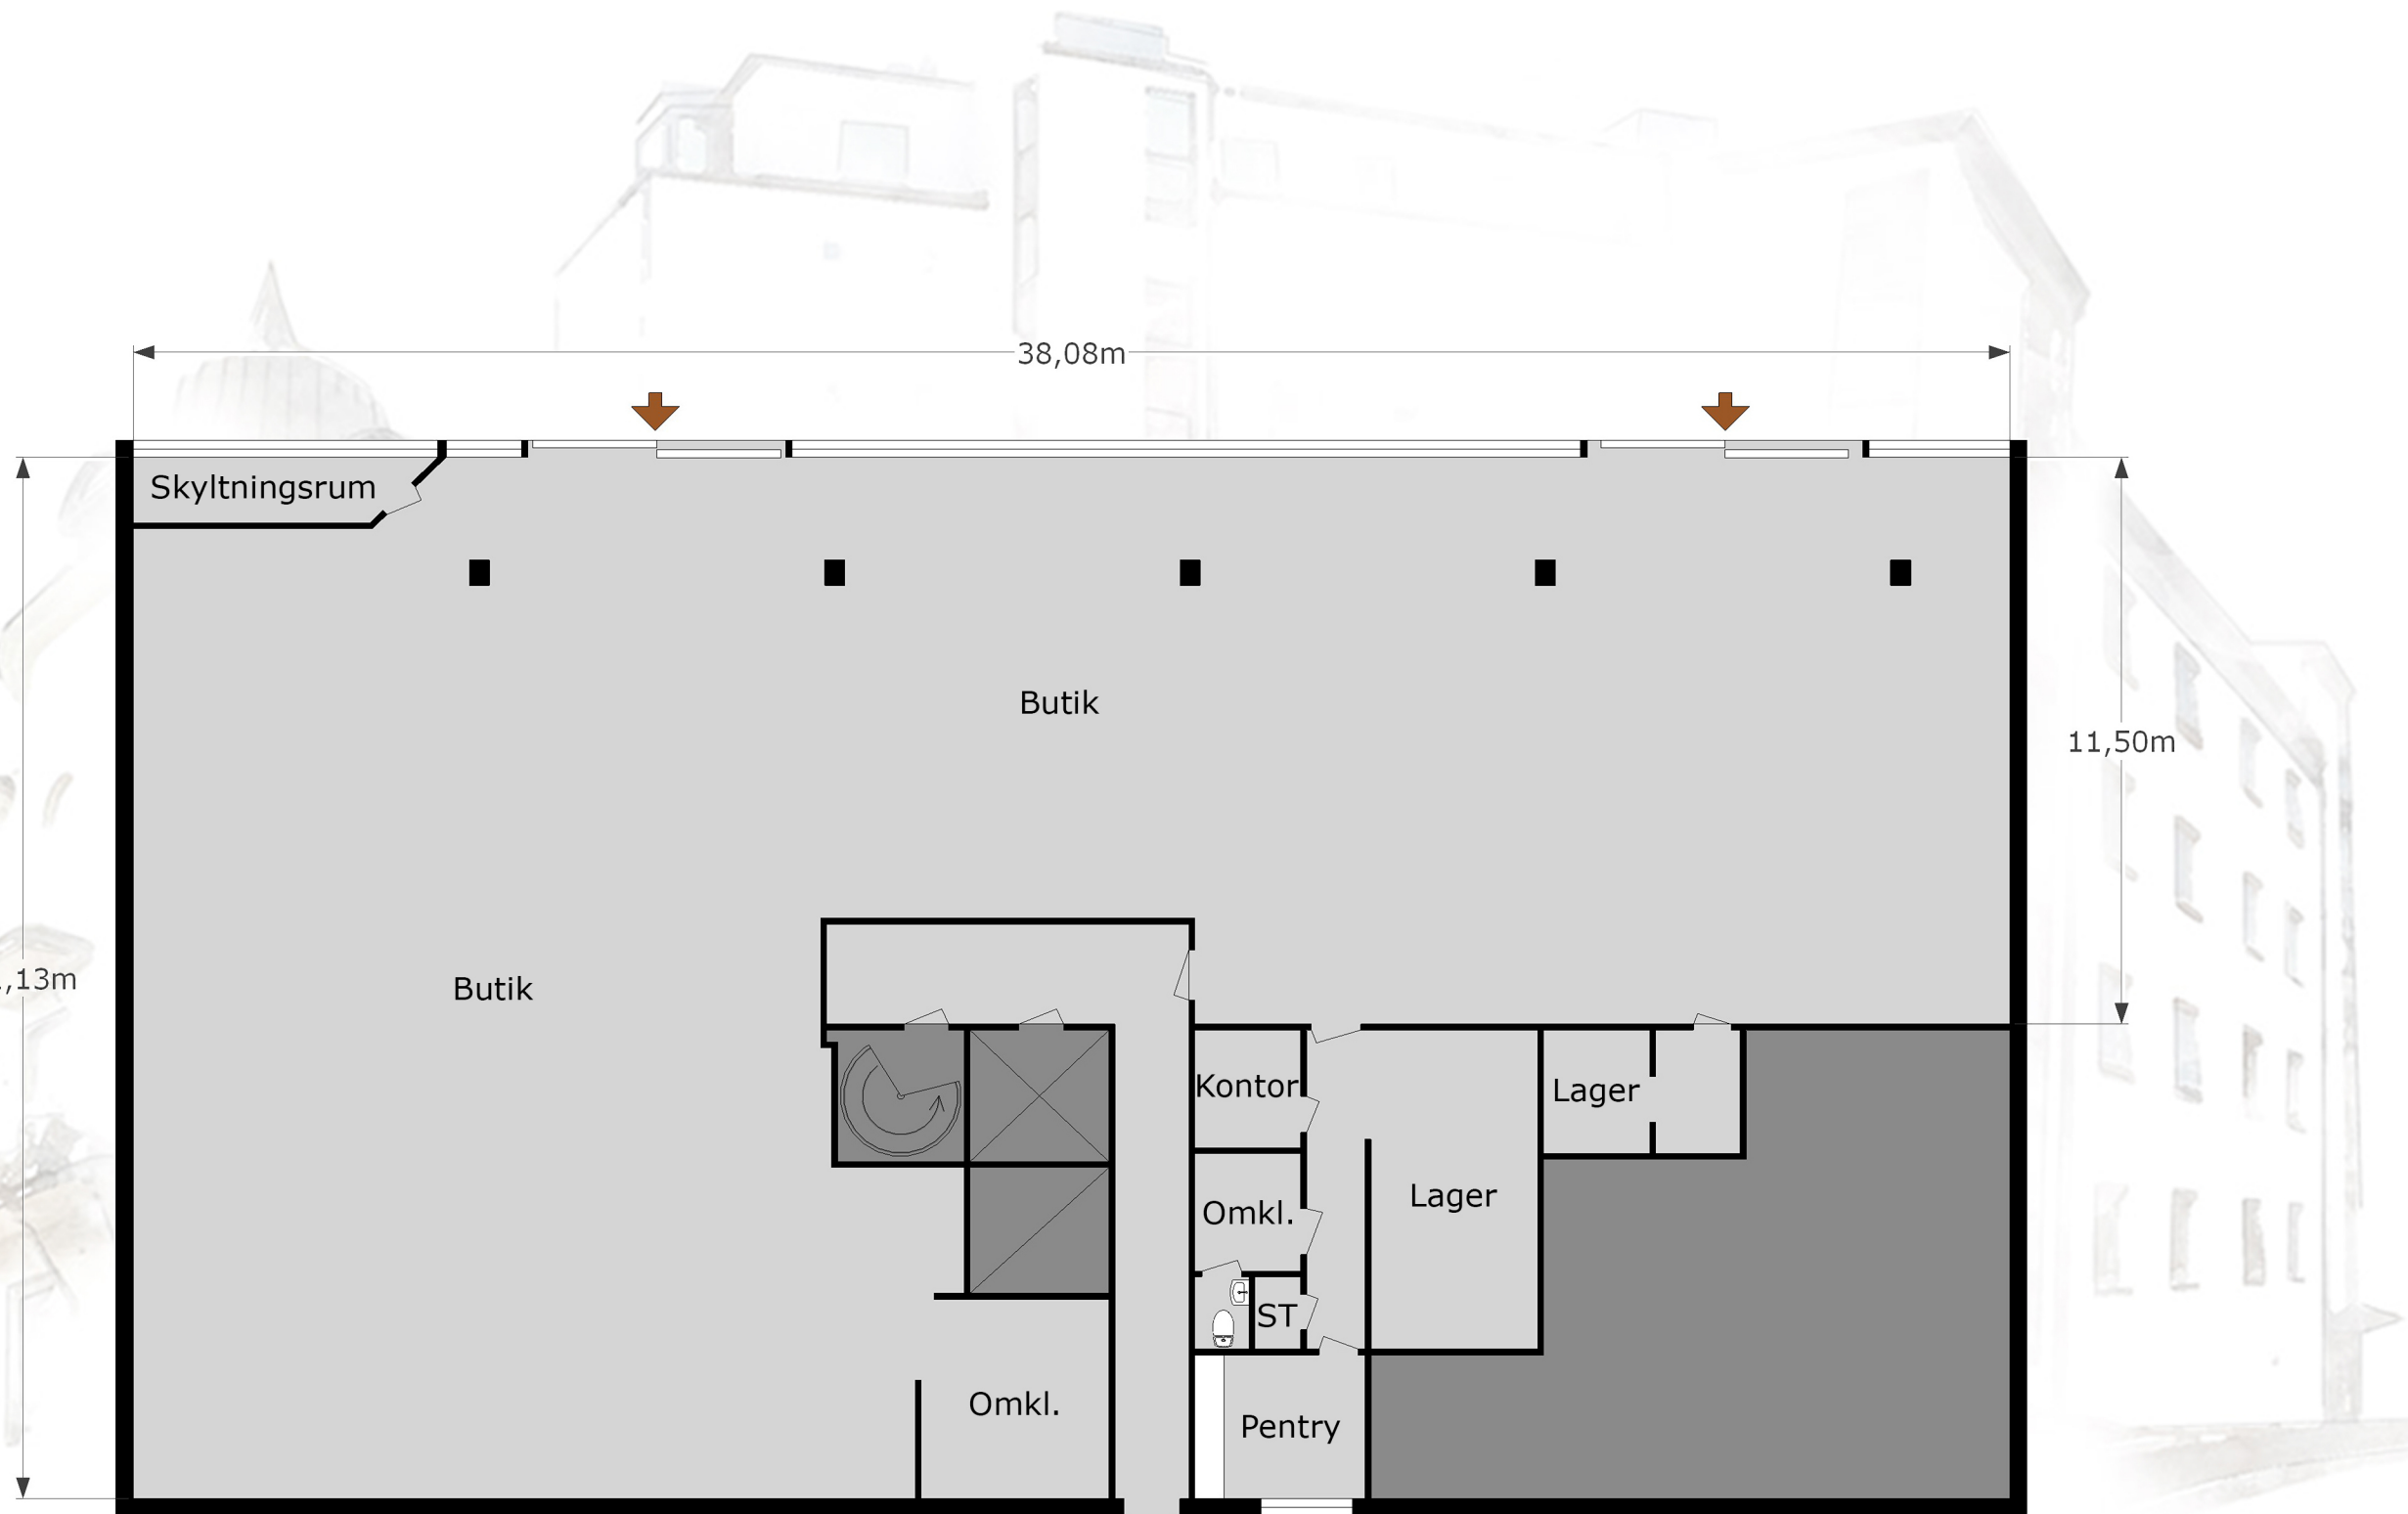 38,08m
Skyltningsrum
Butik
11,50m
,13m
Butik
Kontor
Lager
Lager
Omkl.
ST
Omkl.
Pentry